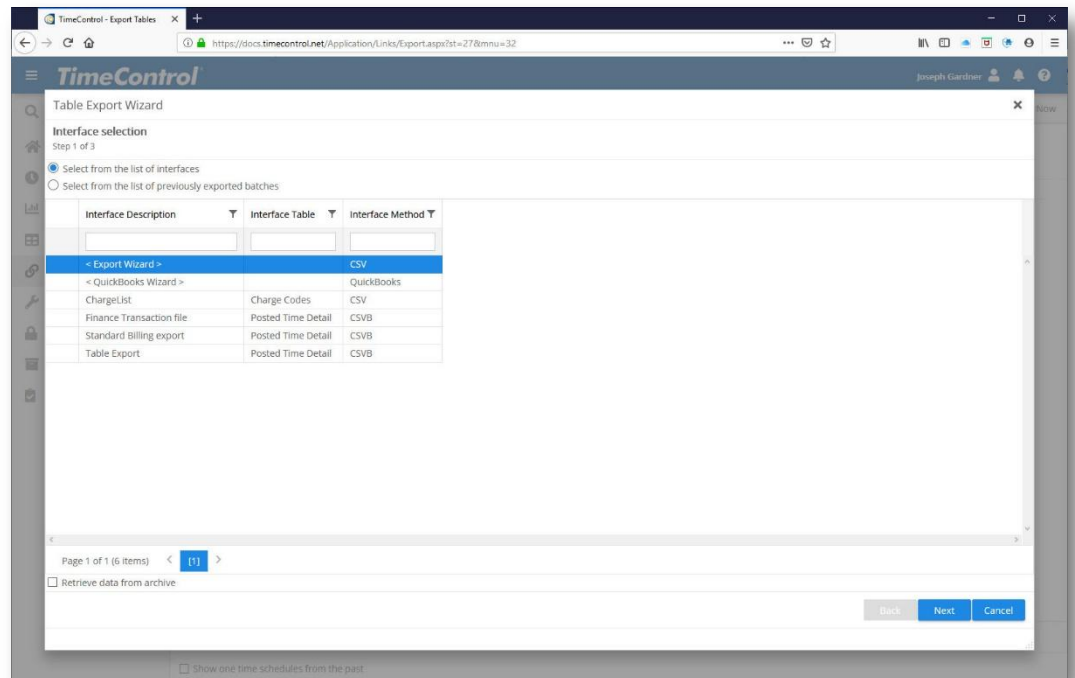 TimeControl - Export Tables
https://docs.timecontrol.net/Application/Links/Export.aspx?st=27&mnu=32
TimeControl
Joseph Gardner
Table Export Wizard
Now
Interface selection
Step 1 of 3
Select from the list of interfaces
Select from the list of previously exported batches
Interface Description Interface Table Interface Method
< Export Wizard > CSV
< QuickBooks Wizard > QuickBooks
ChargeList Charge Codes CSV
Finance Transaction file Posted Time Detail CSVB
Standard Billing export Posted Time Detail CSVB
Table Export Posted Time Detail CSVB
Page 1 of 1 (6 items) < [1] >
Retrieve data from archive
Back Next Cancel
Show one time schedules from the past